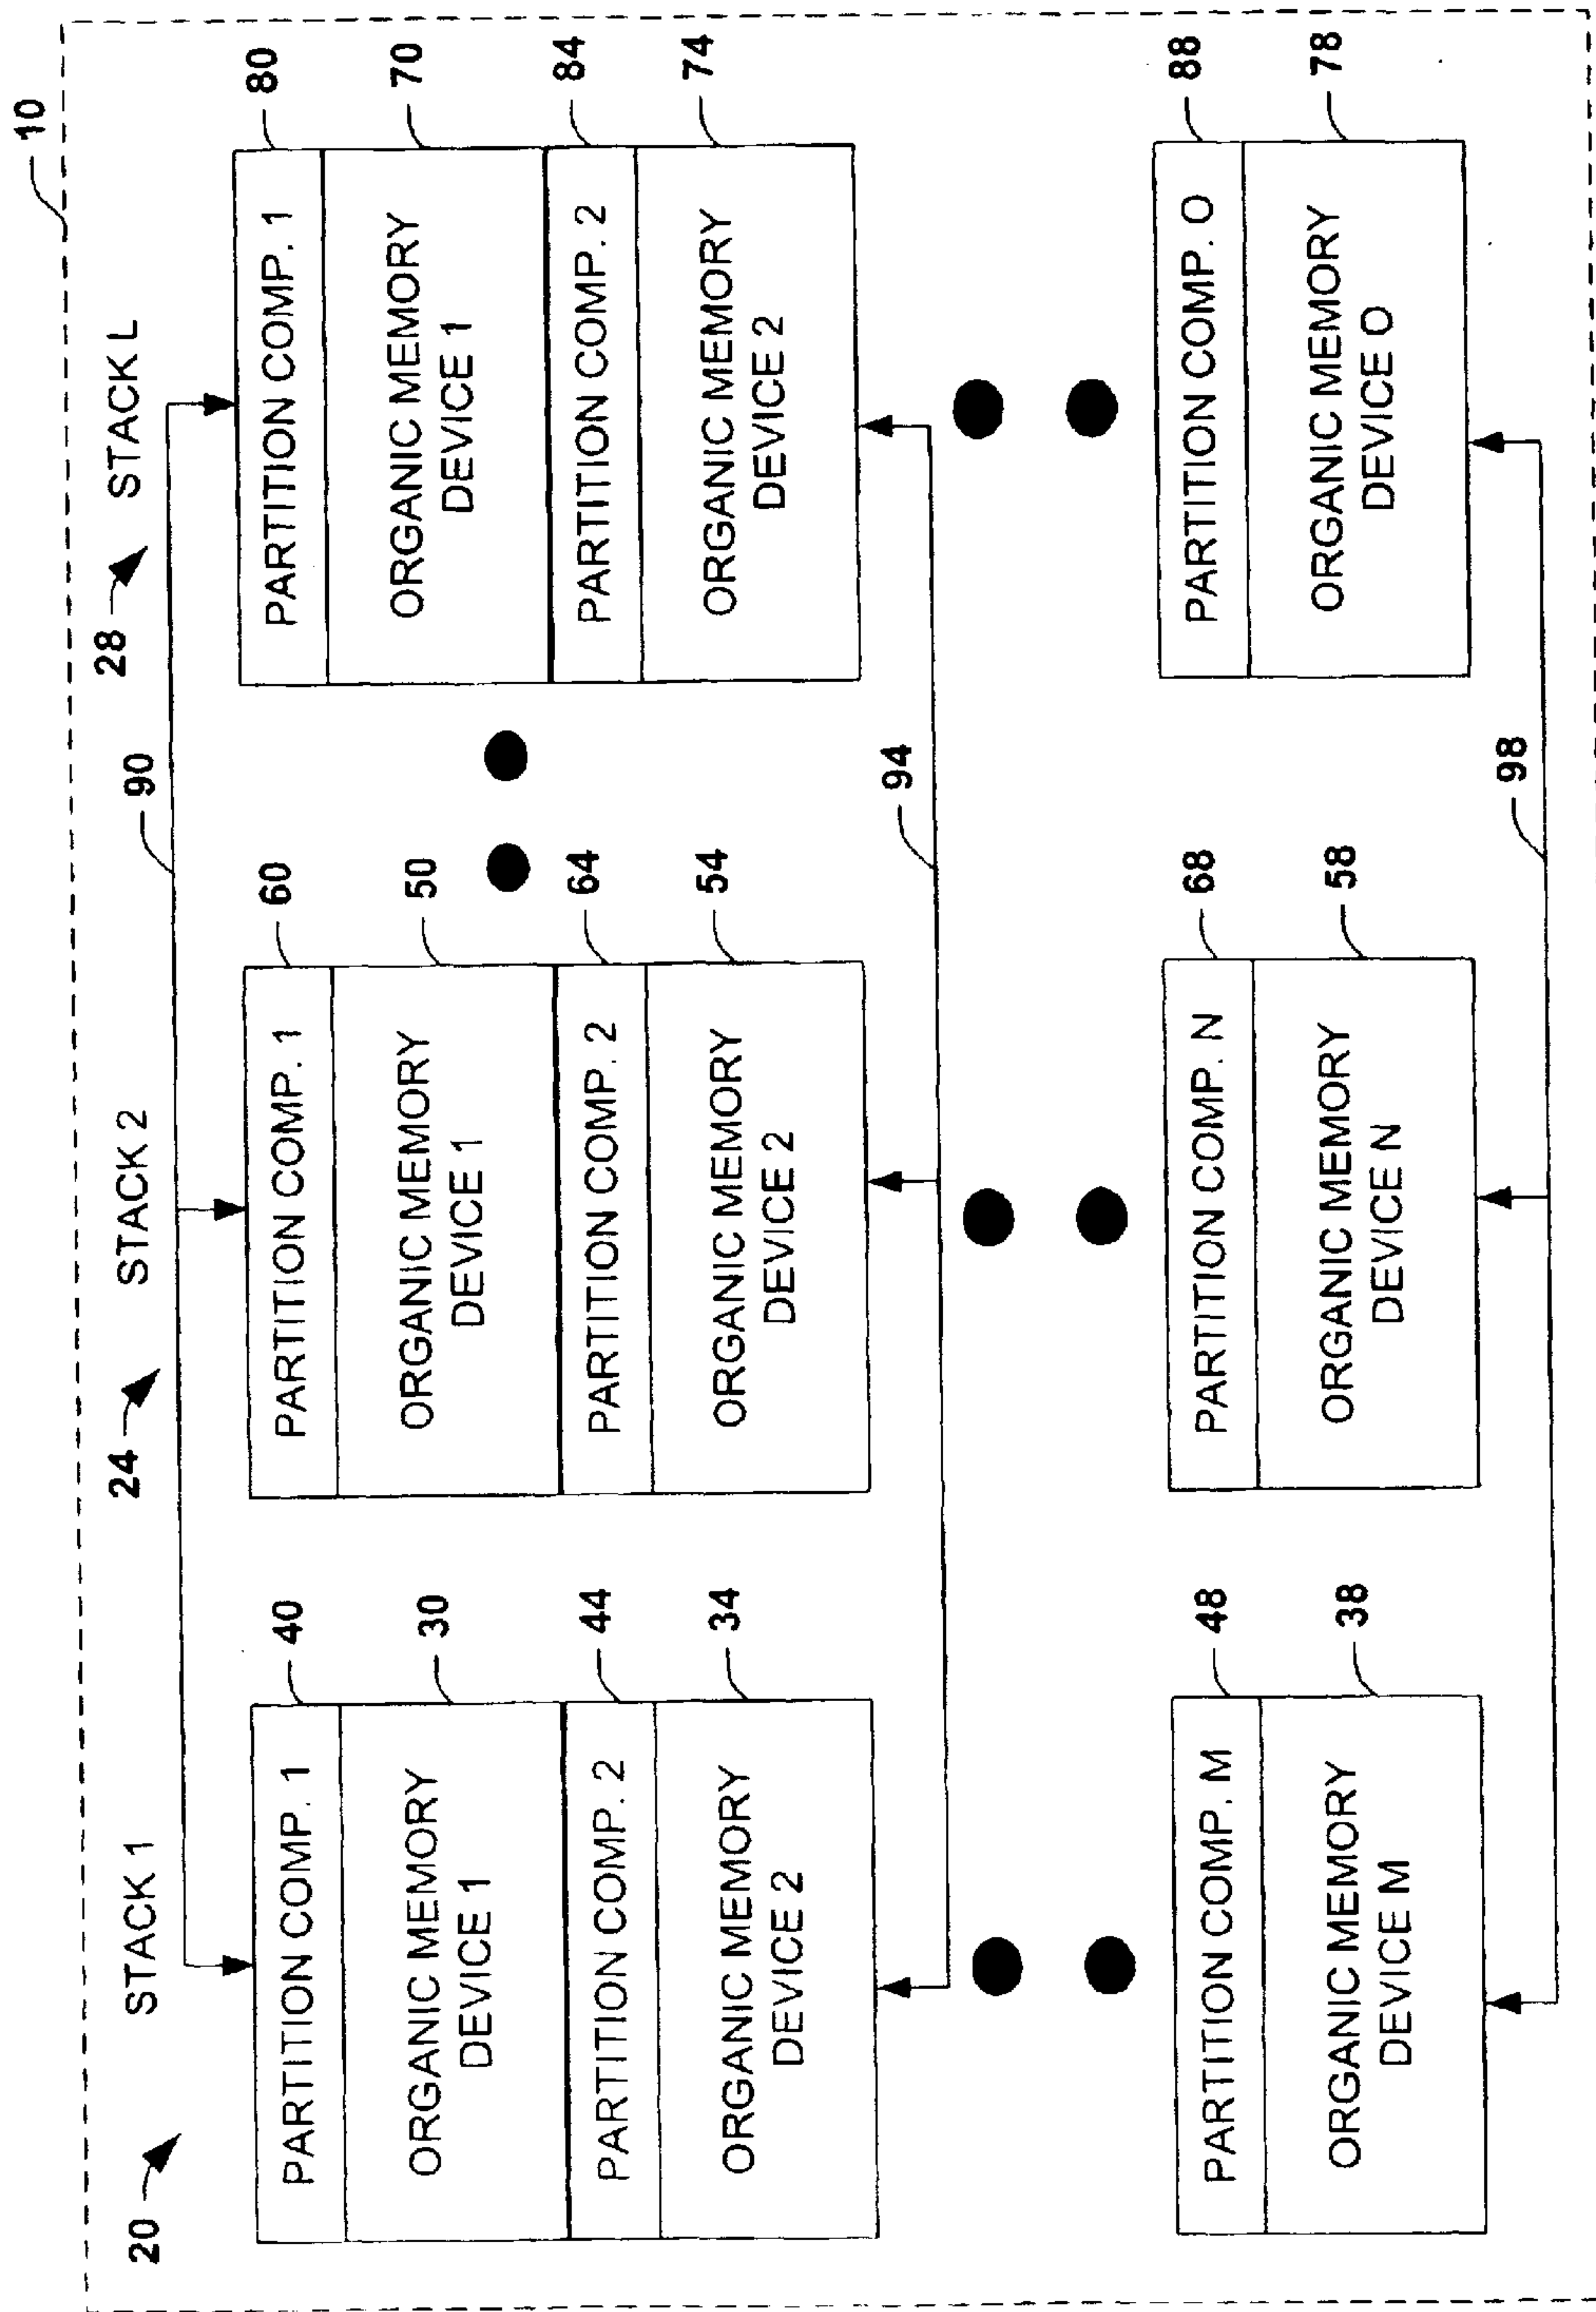 10
20
STACK 1
24
STACK 2
28
STACK L
90
PARTITION COMP. 1
40
ORGANIC MEMORY
DEVICE 1
30
PARTITION COMP. 2
44
ORGANIC MEMORY
DEVICE 2
34
PARTITION COMP. 1
60
ORGANIC MEMORY
DEVICE 1
50
PARTITION COMP. 2
64
ORGANIC MEMORY
DEVICE 2
54
PARTITION COMP. 1
80
ORGANIC MEMORY
DEVICE 1
70
PARTITION COMP. 2
84
ORGANIC MEMORY
DEVICE 2
74
94
PARTITION COMP. M
48
ORGANIC MEMORY
DEVICE M
38
PARTITION COMP. N
68
ORGANIC MEMORY
DEVICE N
58
PARTITION COMP. O
88
ORGANIC MEMORY
DEVICE O
78
98